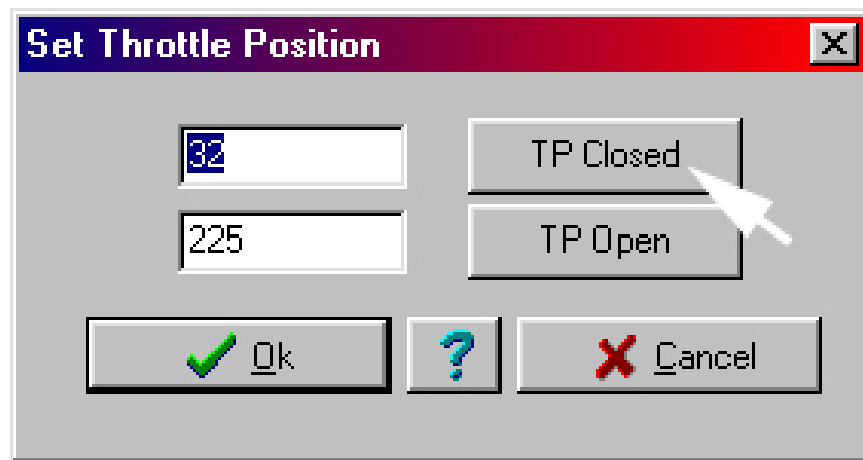 Set Throttle Position
32
TP Closed
225
TP Open
Ok
?
Cancel